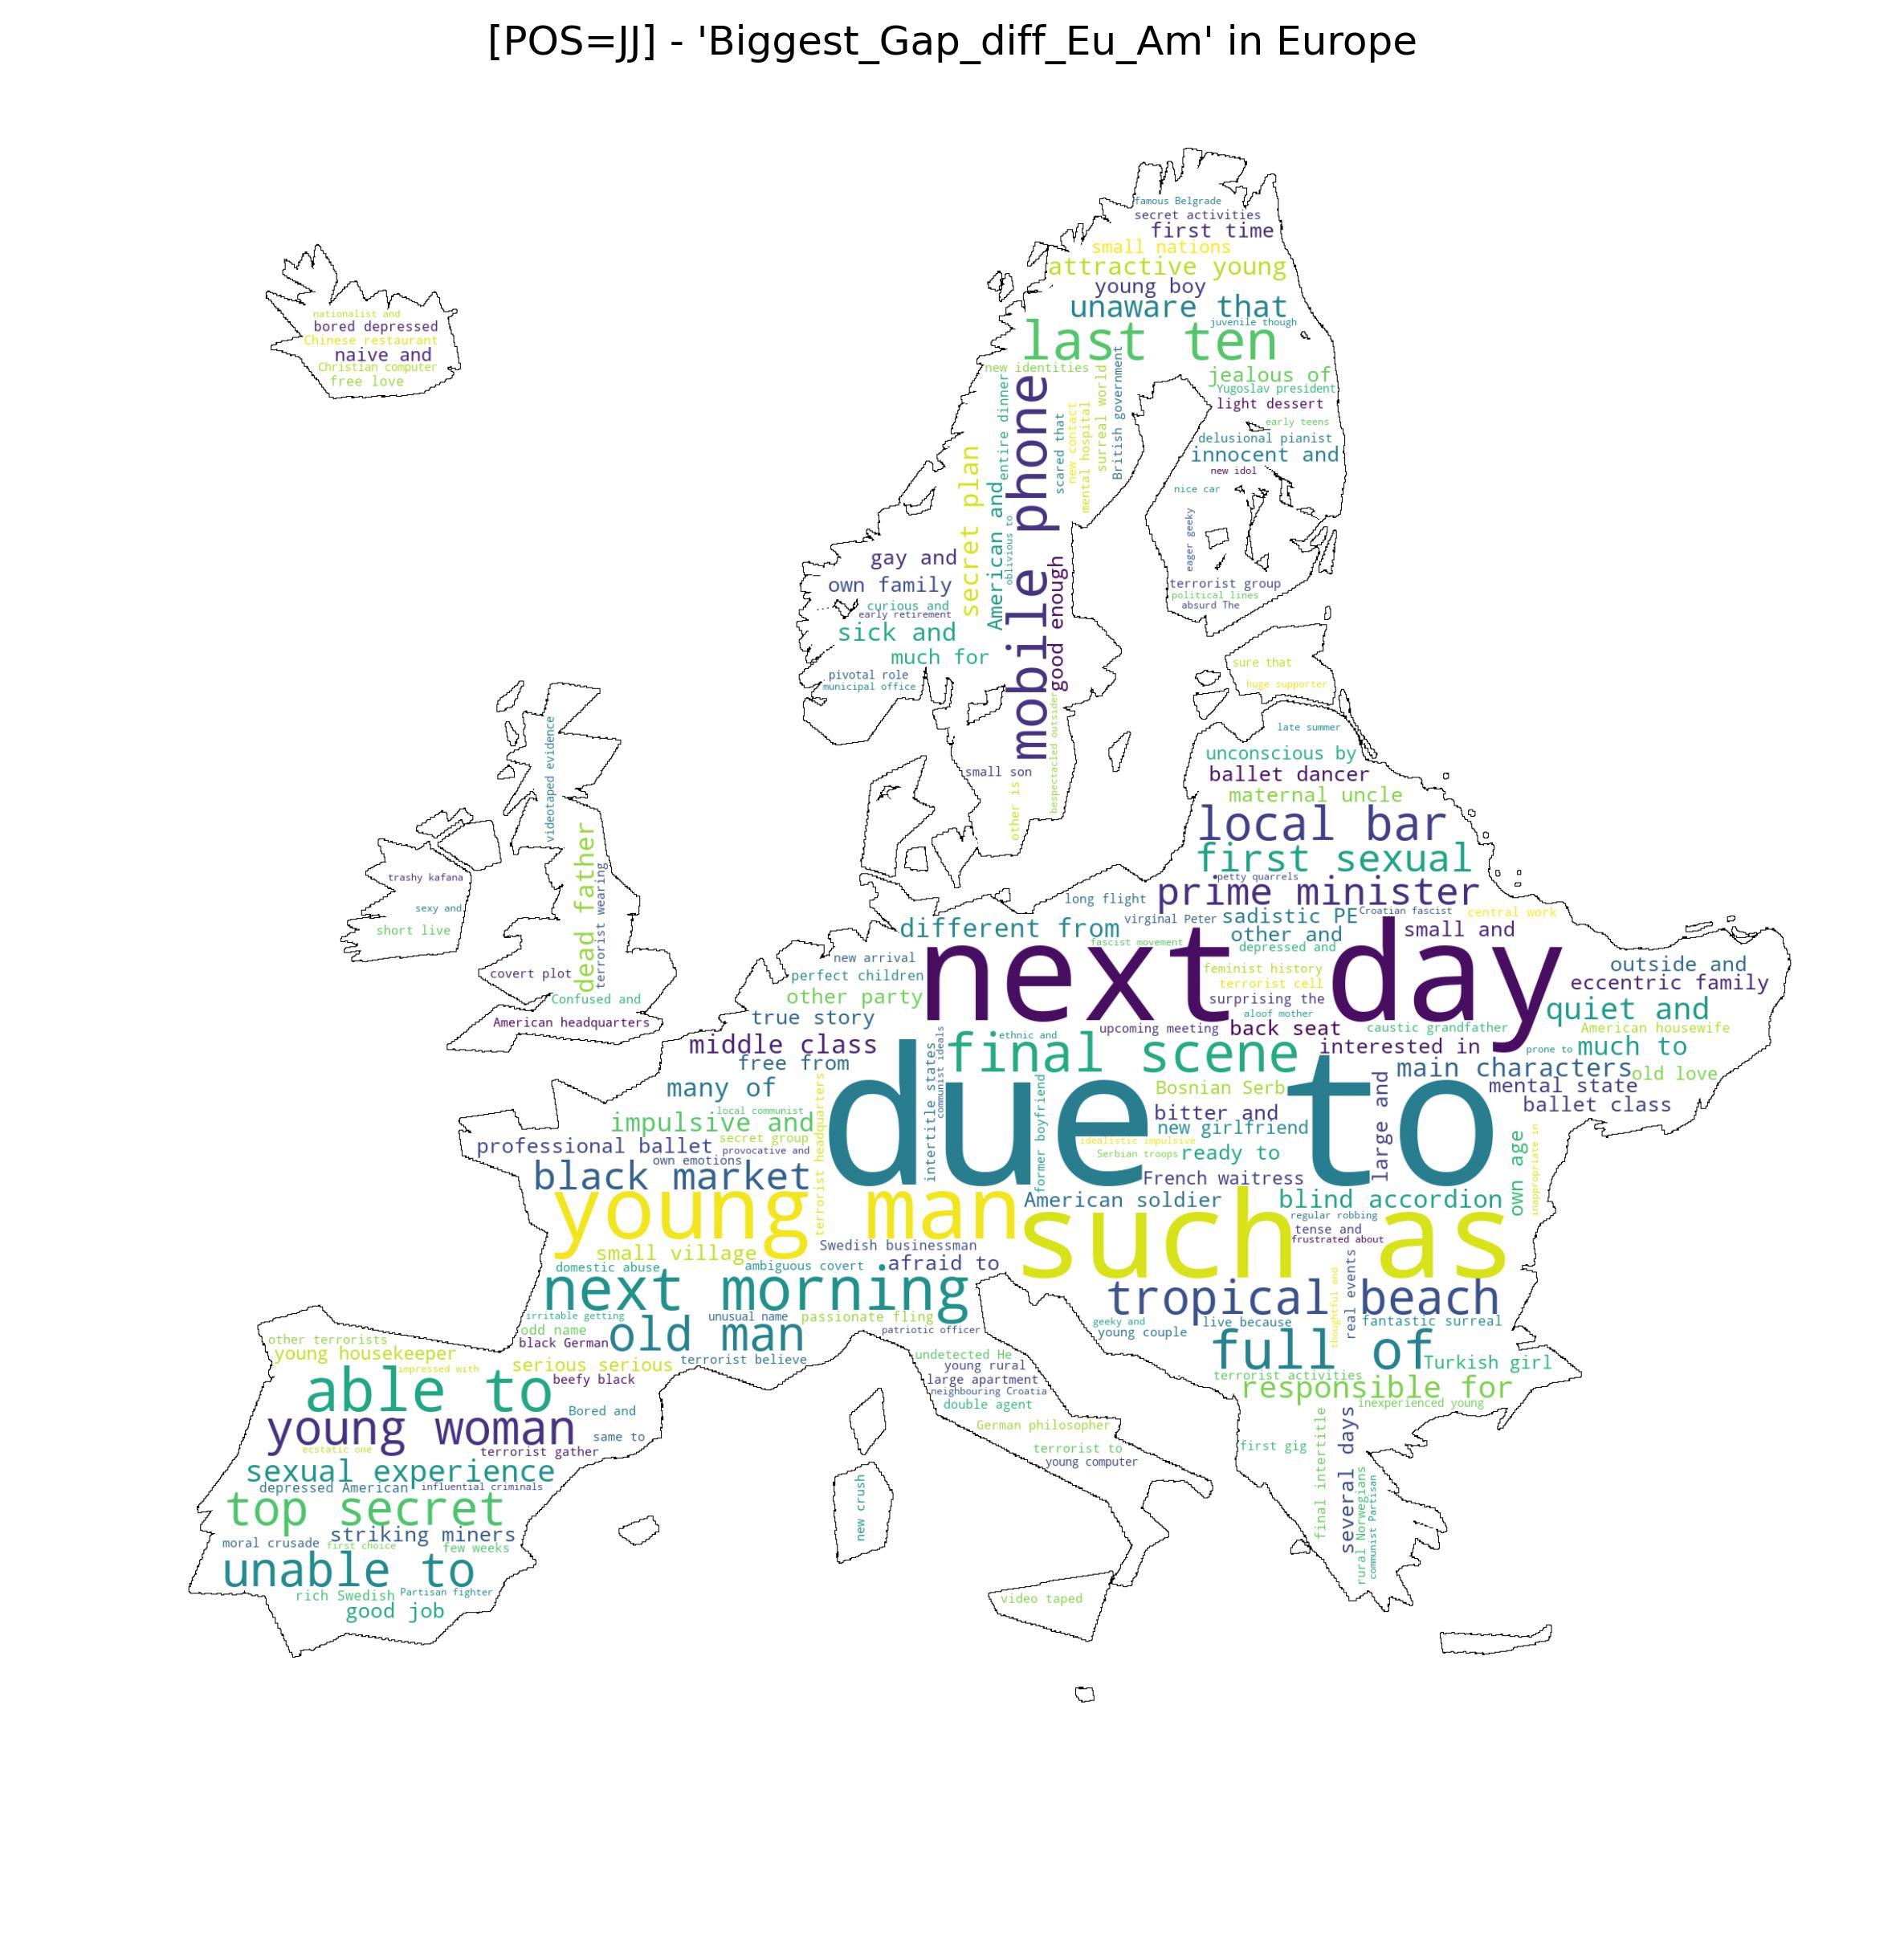 [POS=JJ] - 'Biggest_Gap_diff_Eu_Am' in Europe
famous Belgrade
secret activities
first time
small nations
attractive young
young boy
unaware that
juvenile though
last ten
new identities
jealous of
Yugoslav president
light dessert
early teens
delusional pianist
innocent and
new idol
nice car
eager geeky
terrorist group
political lines
absurd The
entire dinner
mobile phone
scared that
new contact
mental hospital
surreal world
British government
secret plan
American and
oblivious to
good enough
bespectacled outsider
gay and
own family
curious and
early retirement
sick and
much for
pivotal role
municipal office
small son
other is
nationalist and
bored depressed
Chinese restaurant
naive and
Christian computer
free love
sure that
huge supporter
late summer
unconscious by
ballet dancer
maternal uncle
local bar
first sexual
petty quarrels
prime minister
videotaped evidence
dead father
terrorist wearing
trashy kafana
sexy and
short live
covert plot
Confused and
American headquarters
long flight
virginal Peter
sadistic PE
Croatian fascist
central work
different from
other and
small and
fascist movement
depressed and
next day
new arrival
perfect children
other party
true story
feminist history
terrorist cell
surprising the
aloof mother
outside and
eccentric family
quiet and
American housewife
middle class
free from
many of
final scene
ethnic and
upcoming meeting
back seat
caustic grandfather
interested in
prone to
much to
main characters
old love
mental state
ballet class
intertitle states
communist ideals
former boyfriend
Bosnian Serb
bitter and
new girlfriend
idealistic impulsive
Serbian troops
ready to
large and
due to
local communist
impulsive and
secret group
professional ballet
provocative and
own emotions
terrorist headquarters
black market
French waitress
American soldier
blind accordion
own age
inappropriate in
young man
such as
regular robbing
tense and
frustrated about
Swedish businessman
small village
domestic abuse
ambiguous covert
afraid to
next morning
tropical beach
thoughtful and
real events
irritable getting
unusual name
passionate fling
patriotic officer
odd name
black German
old man
geeky and
young couple
live because
fantastic surreal
full of
Turkish girl
terrorist activities
responsible for
inexperienced young
other terrorists
young housekeeper
impressed with
serious serious
terrorist believe
beefy black
able to
Bored and
young woman
same to
ecstatic one
terrorist gather
sexual experience
depressed American
influential criminals
top secret
striking miners
moral crusade
first choice
few weeks
unable to
rich Swedish
Partisan fighter
good job
undetected He
young rural
large apartment
neighbouring Croatia
double agent
German philosopher
terrorist to
young computer
new crush
video taped
first gig
final intertitle
several days
rural Norwegians
communist Partisan